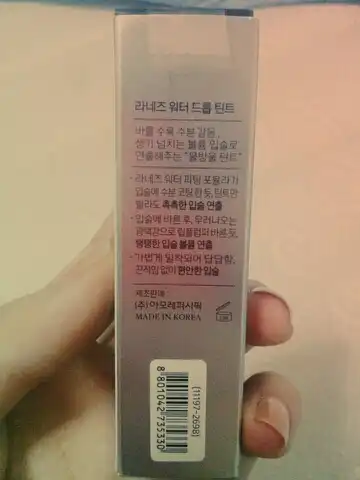 라네즈 워터 드롭 틴트
바를 수록 수분 감동,
생기 넘치는 볼륨 입술로
연출해주는 "물방울 틴트"
· 라네즈 워터 피팅 포뮬러가
입술에 수분 코팅한 듯, 틴트만
발라도 촉촉한 입술 연출
· 입술에 바른 후, 우러나오는
광택감으로 립플럼퍼 바른 듯,
탱탱한 입술 볼륨 연출
· 가볍게 밀착되어 답답함,
끈적임 없이 편안한 입술
제조판매
(주)아모레퍼시픽
MADE IN KOREA
(11197-2698)
8 801042 735330